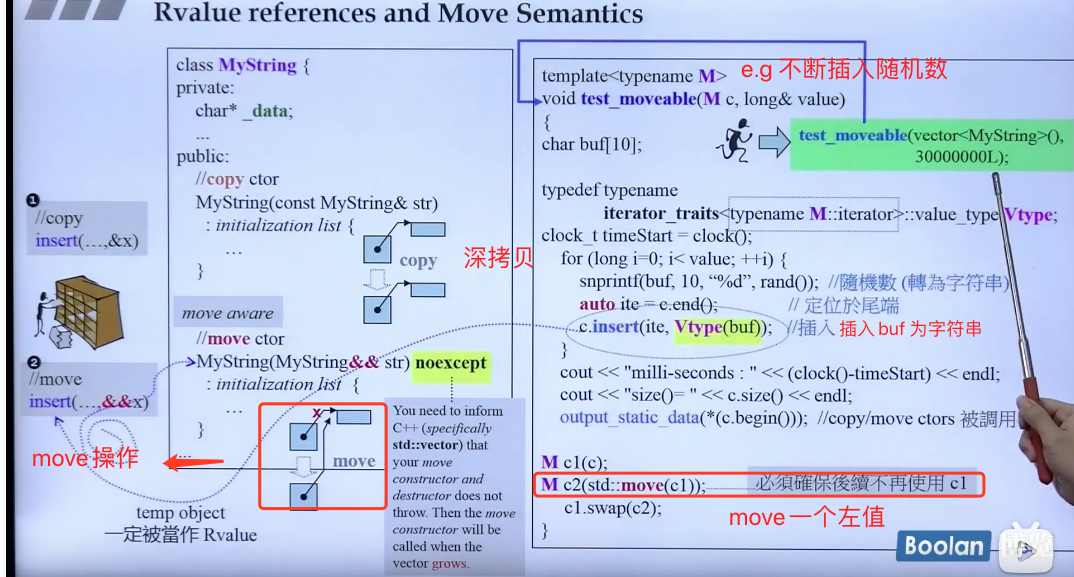 Rvalue references and Move Semantics
❶
//copy
insert(…,&x)
❷
//move
insert(…,&&x)
move操作
class MyString {
private:
char* _data;
...
public:
//copy ctor
MyString(const MyString& str)
: initialization list {
…
}
copy
深拷贝
move aware
//move ctor
MyString(MyString&& str) noexcept
: initialization list {
…
}
...
x
move
temp object
一定被當作 Rvalue
You need to inform
C++ (specifically
std::vector) that
your move
constructor and
destructor does not
throw. Then the move
constructor will be
called when the
vector grows.
template<typename M>
e.g 不断插入随机数
void test_moveable(M c, long& value)
{
char buf[10];
test_moveable(vector<MyString>(),
30000000L);
typedef typename
iterator_traits<typename M::iterator>::value_type Vtype;
clock_t timeStart = clock();
for (long i=0; i< value; ++i) {
snprintf(buf, 10, “%d”, rand()); //隨機數 (轉為字符串)
auto ite = c.end(); // 定位於尾端
c.insert(ite, Vtype(buf)); //插入 插入 buf 为字符串
}
cout << "milli-seconds : " << (clock()-timeStart) << endl;
cout << "size()= " << c.size() << endl;
output_static_data(*(c.begin())); //copy/move ctors 被調用
M c1(c);
M c2(std::move(c1)); 必須確保後續不再使用 c1
c1.swap(c2);
move一个左值
}
Boolan